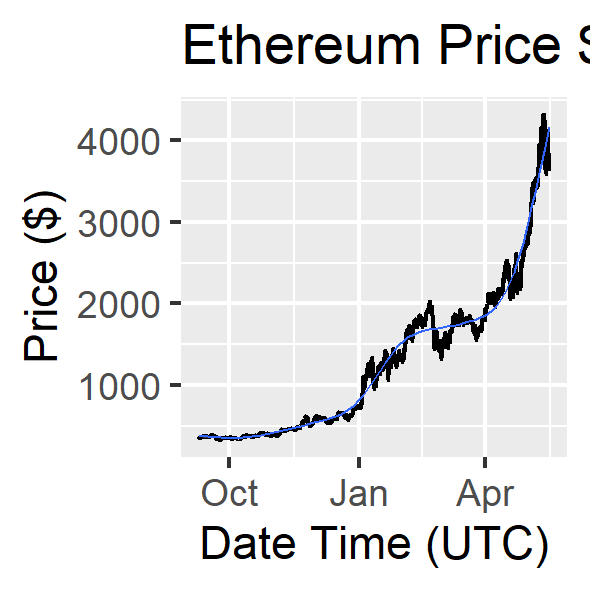 Ethereum Price
Price ($)
4000
3000
2000
1000
Oct Jan Apr
Date Time (UTC)